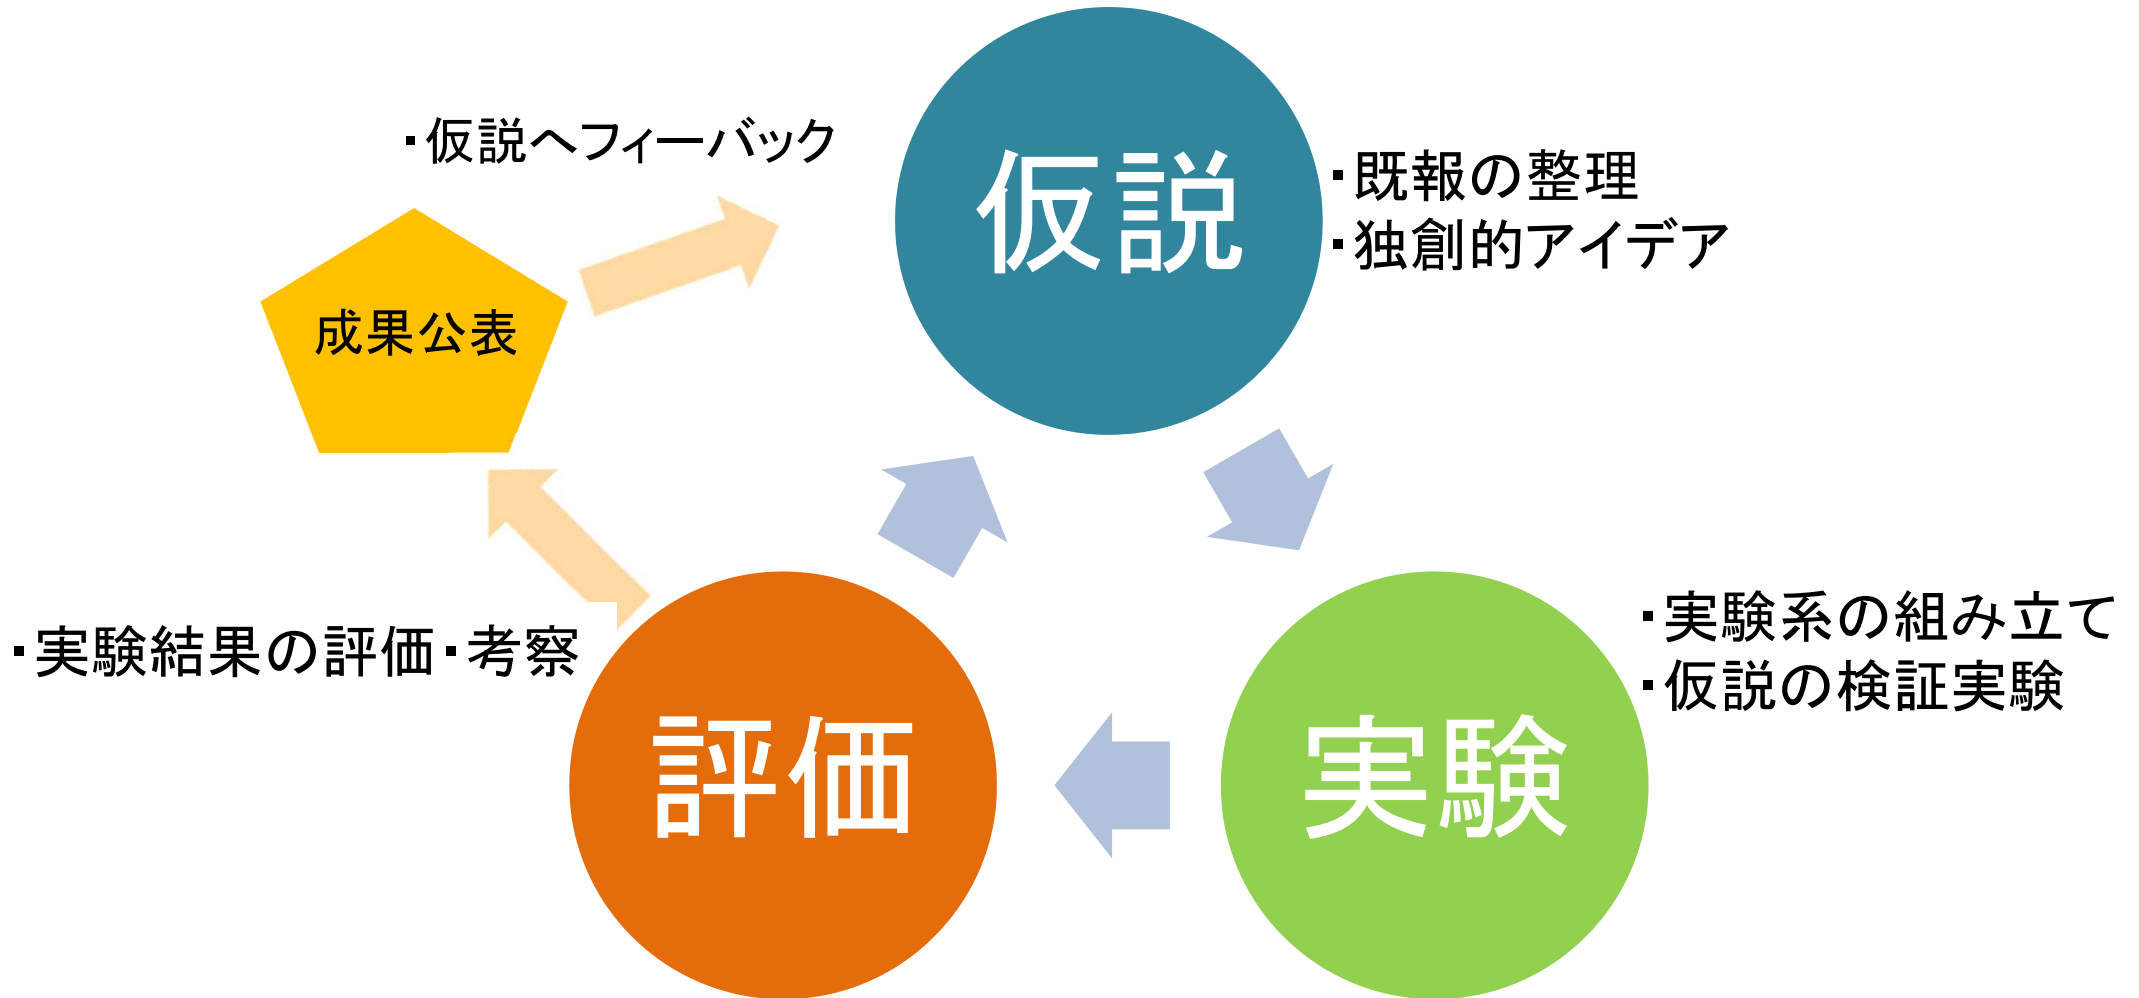 ・仮説へフィーバック
仮説
・既報の整理
・独創的アイデア
成果公表
・実験結果の評価・考察
評価
実験
・実験系の組み立て
・仮説の検証実験